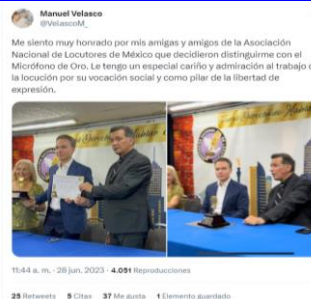 Manuel Velasco
@VelascoM_
Me siento muy honrado por mis amigas y amigos de la Asociación
Nacional de Locutores de México que decidieron distinguirme con el
Micrófono de Oro. Le tengo un especial cariño y admiración al trabajo
la locución por su vocación social y como pilar de la libertad de
expresión.
11:44 a. m. · 28 jun. 2023 · 4.051 Reproducciones
25 Retweets 5 Citas 37 Me gusta 1 Elemento guardado